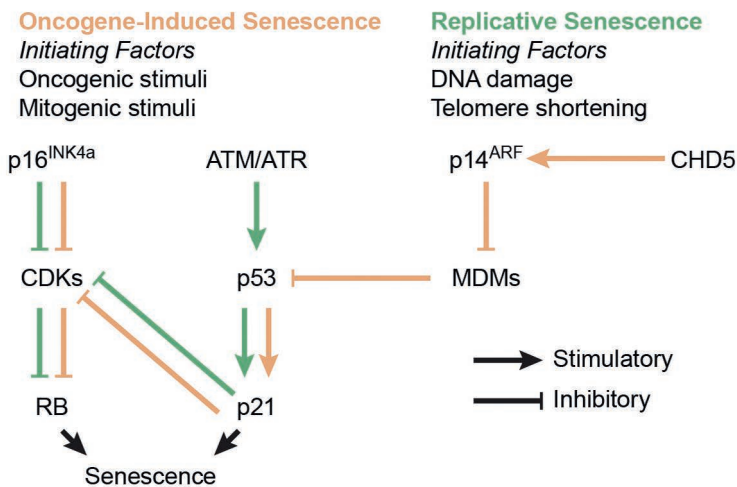 Oncogene-Induced Senescence
Initiating Factors
Oncogenic stimuli
Mitogenic stimuli
Replicative Senescence
Initiating Factors
DNA damage
Telomere shortening
p16INK4a
ATM/ATR
p14ARF
CHD5
CDKs
p53
MDMs
Stimulatory
Inhibitory
RB
p21
Senescence